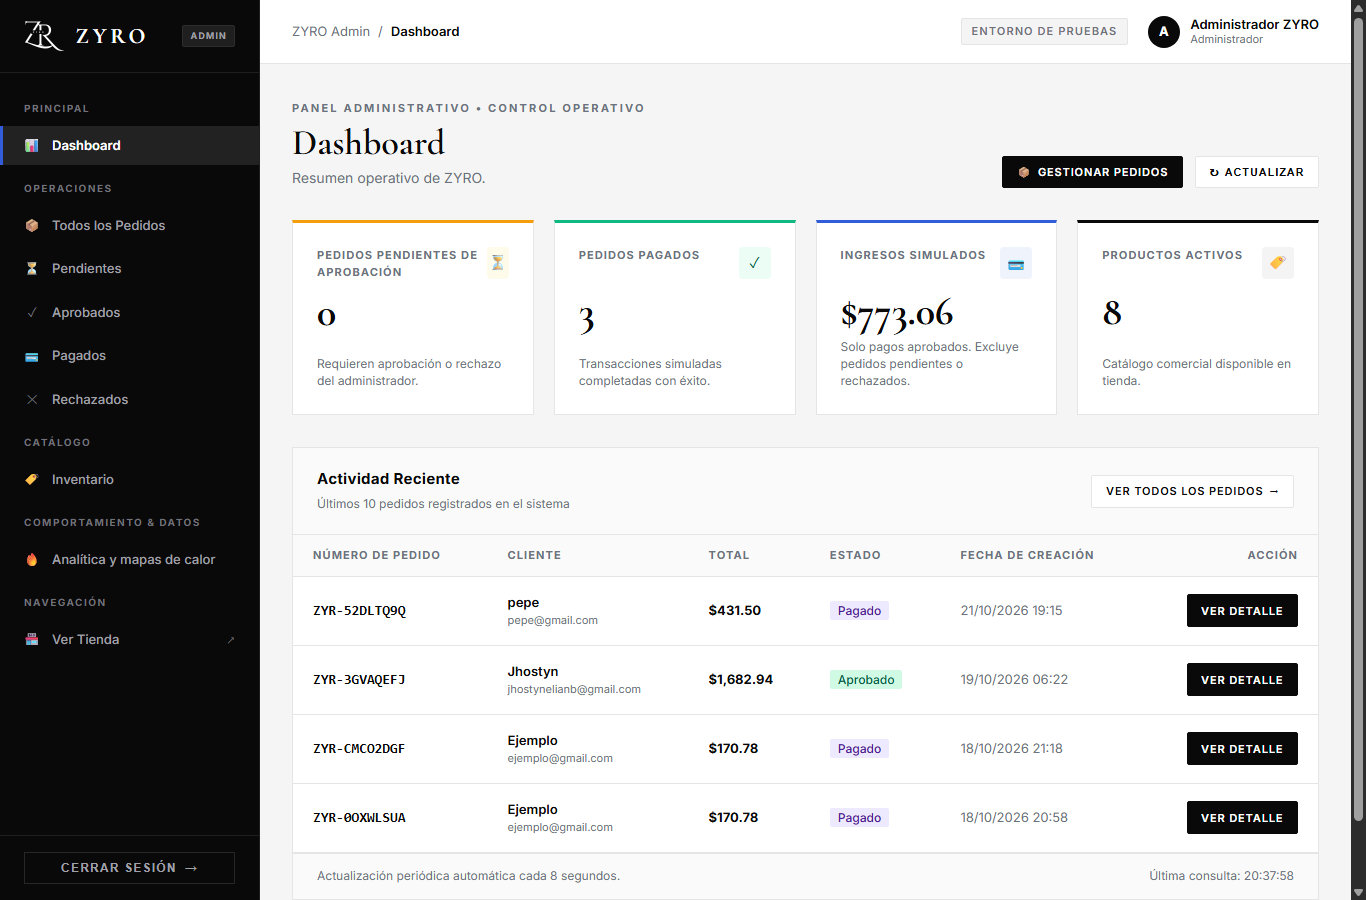 ZR ZYRO ADMIN
PRINCIPAL
Dashboard
OPERACIONES
Todos los Pedidos
Pendientes
Aprobados
Pagados
Rechazados
CATÁLOGO
Inventario
COMPORTAMIENTO & DATOS
Analítica y mapas de calor
NAVEGACIÓN
Ver Tienda ↗
CERRAR SESIÓN →
ZYRO Admin / Dashboard
ENTORNO DE PRUEBAS
A
Administrador ZYRO
Administrador
PANEL ADMINISTRATIVO • CONTROL OPERATIVO
Dashboard
Resumen operativo de ZYRO.
GESTIONAR PEDIDOS
↻ ACTUALIZAR
PEDIDOS PENDIENTES DE
APROBACIÓN
0
Requieren aprobación o rechazo
del administrador.
PEDIDOS PAGADOS
✓
3
Transacciones simuladas
completadas con éxito.
INGRESOS SIMULADOS
$773.06
Solo pagos aprobados. Excluye
pedidos pendientes o
rechazados.
PRODUCTOS ACTIVOS
8
Catálogo comercial disponible en
tienda.
Actividad Reciente
Últimos 10 pedidos registrados en el sistema
VER TODOS LOS PEDIDOS →
NÚMERO DE PEDIDO CLIENTE TOTAL ESTADO FECHA DE CREACIÓN ACCIÓN
ZYR-52DLTQ9Q pepe $431.50 Pagado 21/10/2026 19:15 VER DETALLE
pepe@gmail.com
ZYR-3GVAQEFJ Jhostyn $1,682.94 Aprobado 19/10/2026 06:22 VER DETALLE
jhostynelianb@gmail.com
ZYR-CMCO2DGF Ejemplo $170.78 Pagado 18/10/2026 21:18 VER DETALLE
ejemplo@gmail.com
ZYR-0OXWLSUA Ejemplo $170.78 Pagado 18/10/2026 20:58 VER DETALLE
ejemplo@gmail.com
Actualización periódica automática cada 8 segundos.
Última consulta: 20:37:58